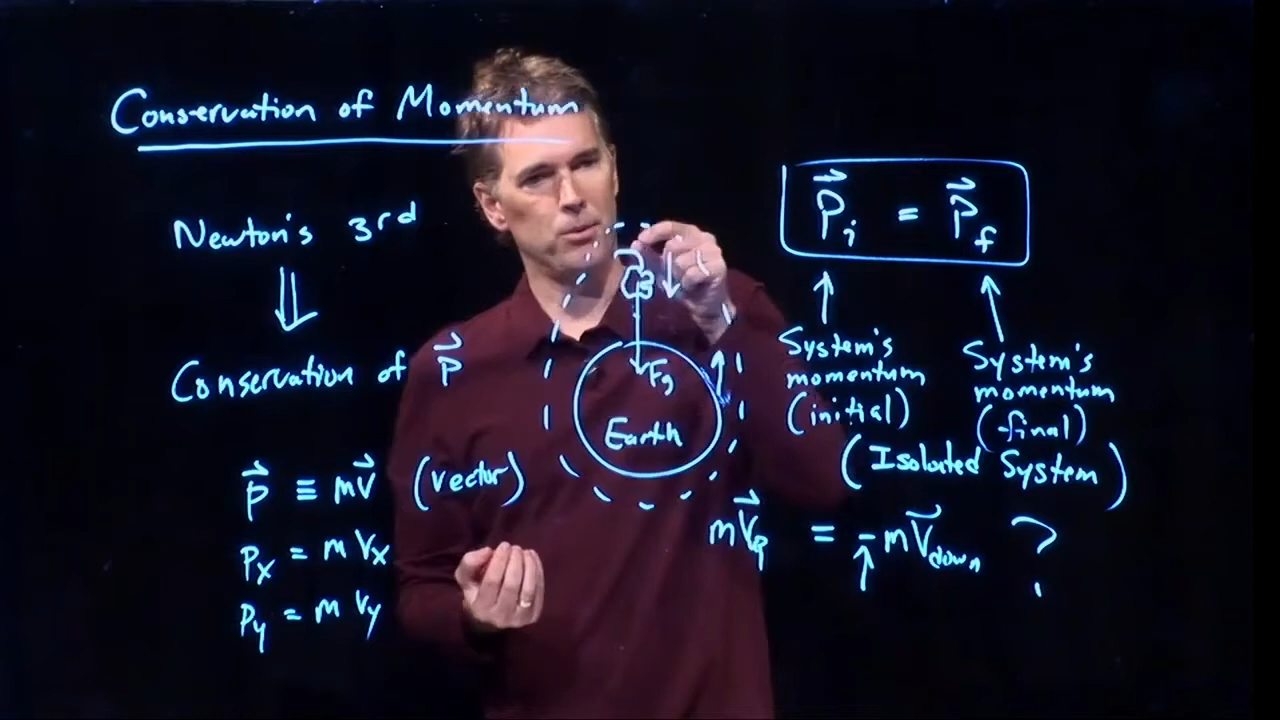 Conservation of Momentum
Newton's 3rd
⇓
Conservation of P⃗
P⃗ ≡ mV⃗ (vector)
Px = m Vx
Py = m Vy
Fg
Earth
P⃗i = P⃗f
System's
momentum
(initial)
System's
momentum
(final)
(Isolated System)
= -mV⃗down ?